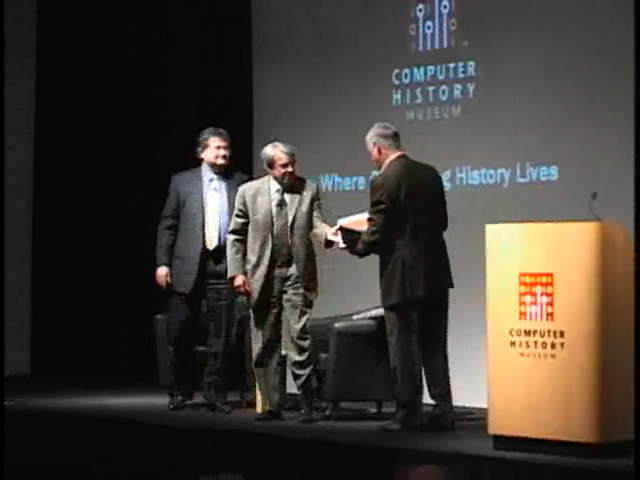 COMPUTER
HISTORY
MUSEUM
Where g History Lives
COMPUTER
HISTORY
MUSEUM